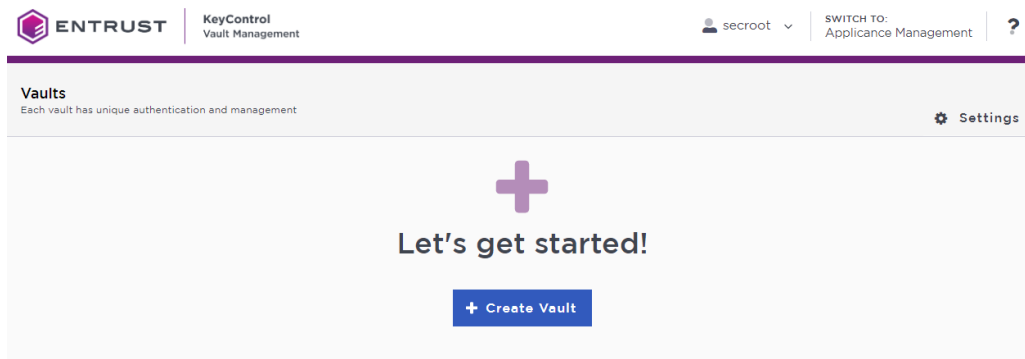 ENTRUST
KeyControl
Vault Management
secroot
SWITCH TO:
Applicance Management
?
Vaults
Each vault has unique authentication and management
Settings
Let's get started!
+ Create Vault